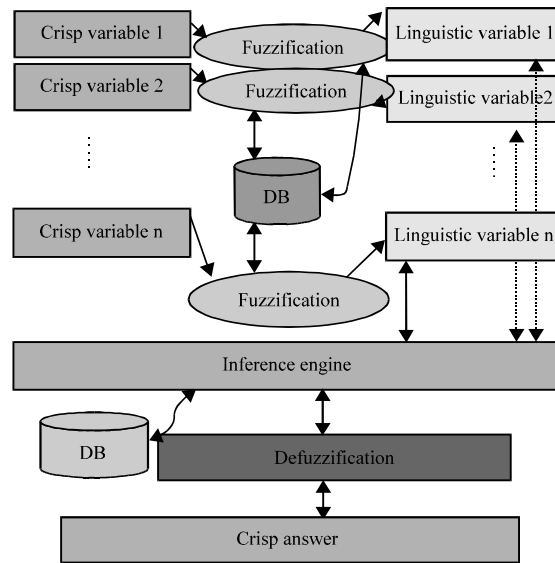 Crisp variable 1
Fuzzification
Linguistic variable 1
Crisp variable 2
Fuzzification
Linguistic variable2
DB
Crisp variable n
Linguistic variable n
Fuzzification
Inference engine
DB
Defuzzification
Crisp answer